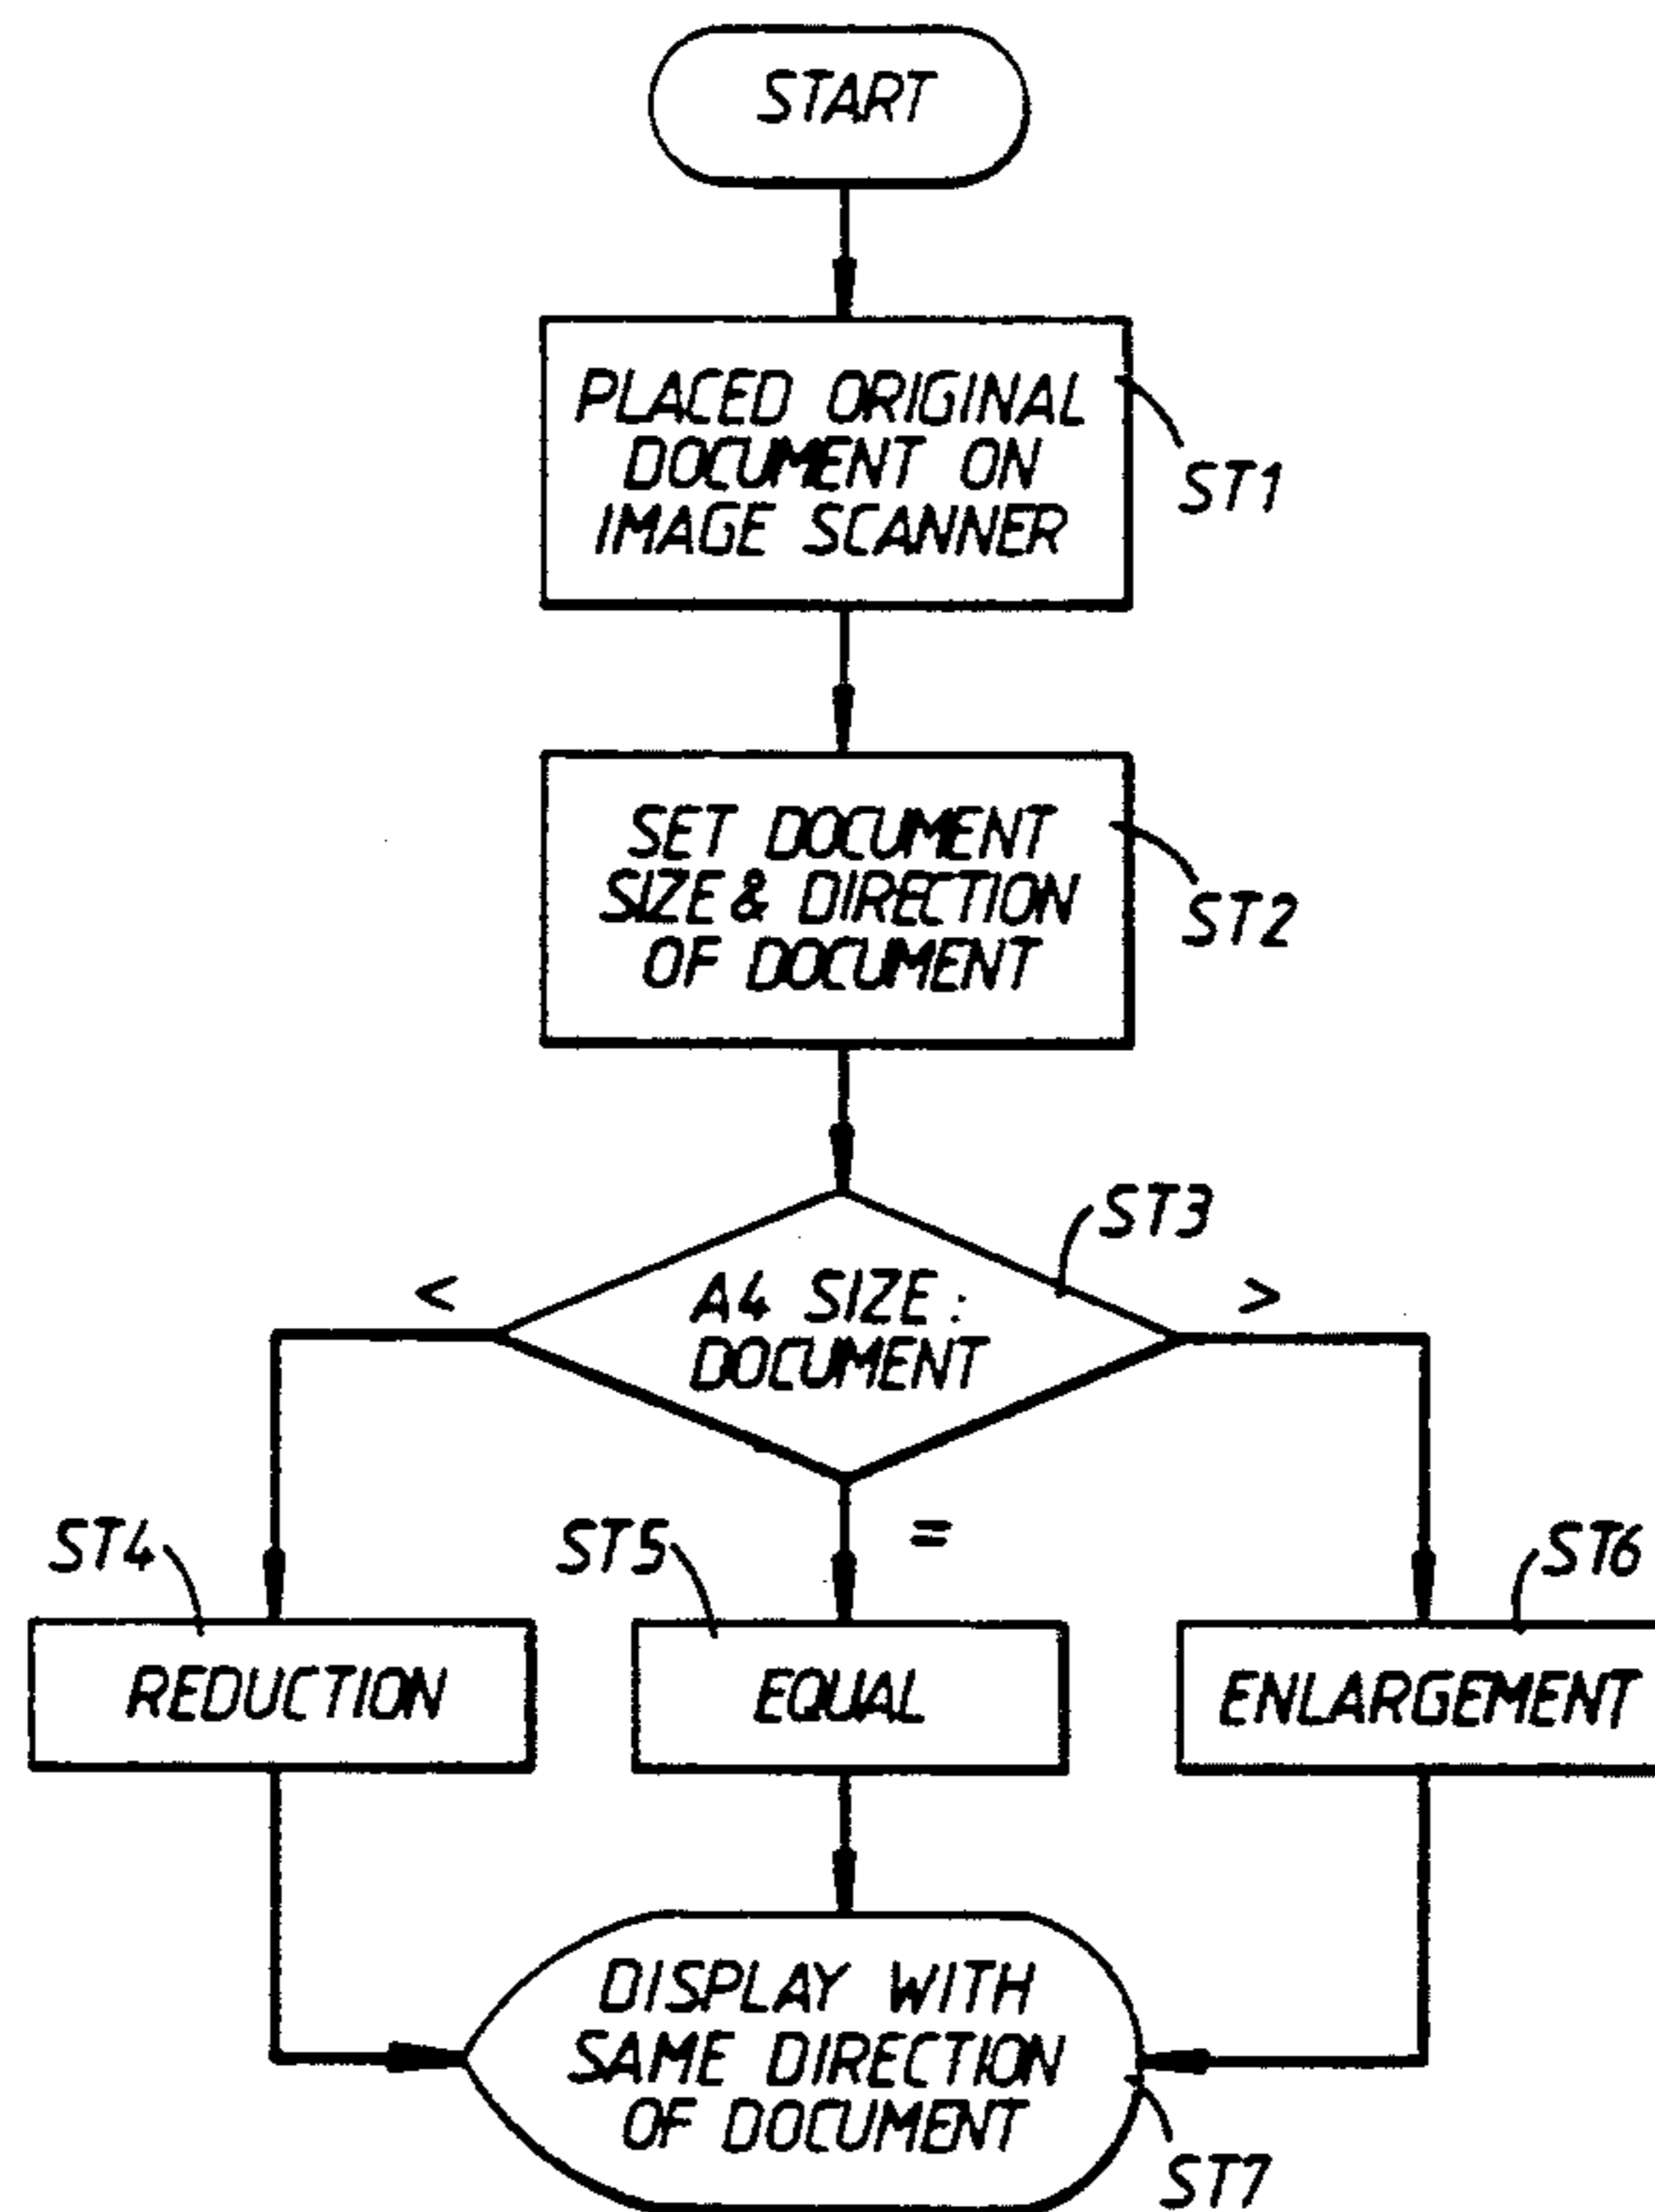 START
PLACED ORIGINAL
DOCUMENT ON
IMAGE SCANNER
ST1
SET DOCUMENT
SIZE & DIRECTION
OF DOCUMENT
ST2
ST3
< A4 SIZE : >
DOCUMENT
ST4 ST5 = ST6
REDUCTION EQUAL ENLARGEMENT
DISPLAY WITH
SAME DIRECTION
OF DOCUMENT
ST7